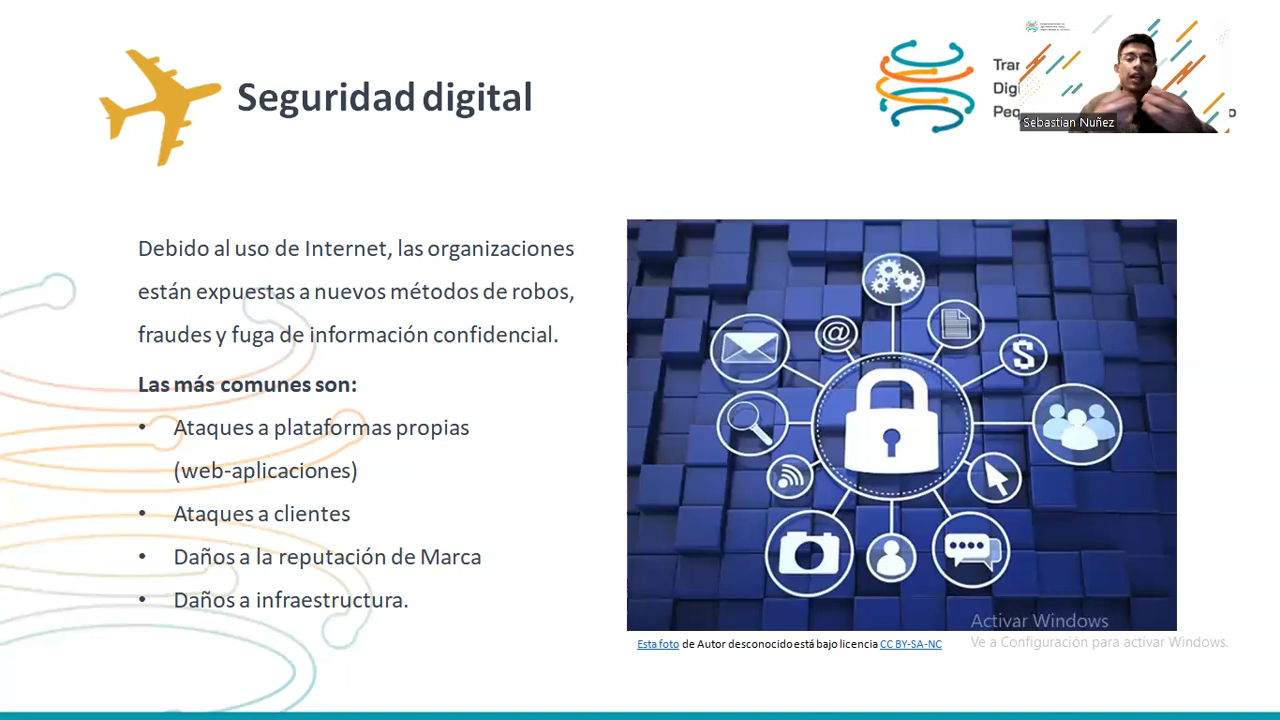 Seguridad digital
Sebastian Nuñez
Debido al uso de Internet, las organizaciones
están expuestas a nuevos métodos de robos,
fraudes y fuga de información confidencial.
Las más comunes son:
• Ataques a plataformas propias
(web-aplicaciones)
• Ataques a clientes
• Daños a la reputación de Marca
• Daños a infraestructura.
@
$
Activar Windows
Ve a Configuración para activar Windows.
Esta foto de Autor desconocido está bajo licencia CC BY-SA-NC